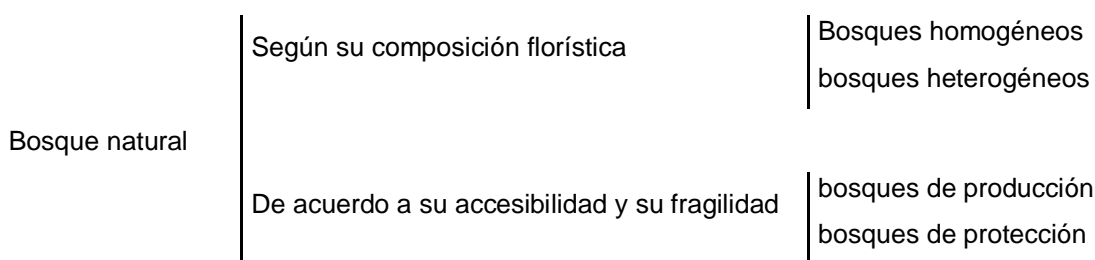 Bosque natural
Según su composición florística
Bosques homogéneos
bosques heterogéneos
De acuerdo a su accesibilidad y su fragilidad
bosques de producción
bosques de protección